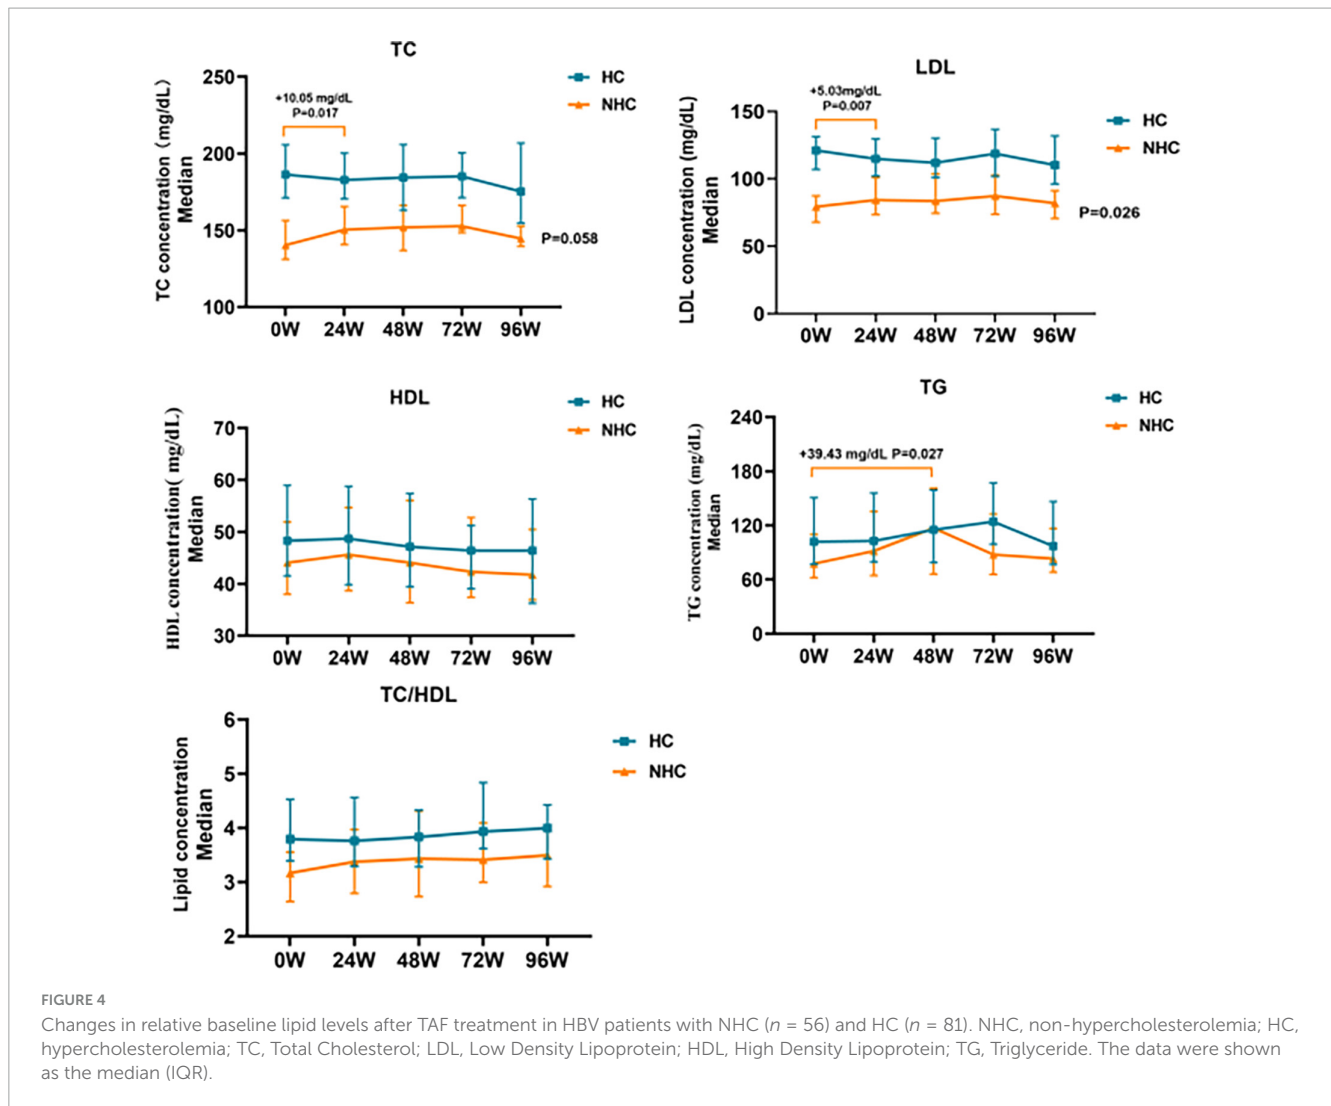 TC
TC concentration (mg/dL)
Median
250
200
150
100
+10.05 mg/dL
P=0.017
P=0.058
0W 24W 48W 72W 96W
HC
NHC
LDL
LDL concentration (mg/dL)
Median
150
100
50
0
+5.03mg/dL
P=0.007
P=0.026
0W 24W 48W 72W 96W
HC
NHC
HDL
HDL concentration( mg/dL)
Median
70
60
50
40
30
0W 24W 48W 72W 96W
HC
NHC
TG
TG concentration (mg/dL)
Median
240
180
120
60
0
+39.43 mg/dL P=0.027
0W 24W 48W 72W 96W
HC
NHC
TC/HDL
Lipid concentration
Median
6
5
4
3
2
0W 24W 48W 72W 96W
HC
NHC
FIGURE 4
Changes in relative baseline lipid levels after TAF treatment in HBV patients with NHC (n = 56) and HC (n = 81). NHC, non-hypercholesterolemia; HC,
hypercholesterolemia; TC, Total Cholesterol; LDL, Low Density Lipoprotein; HDL, High Density Lipoprotein; TG, Triglyceride. The data were shown
as the median (IQR).